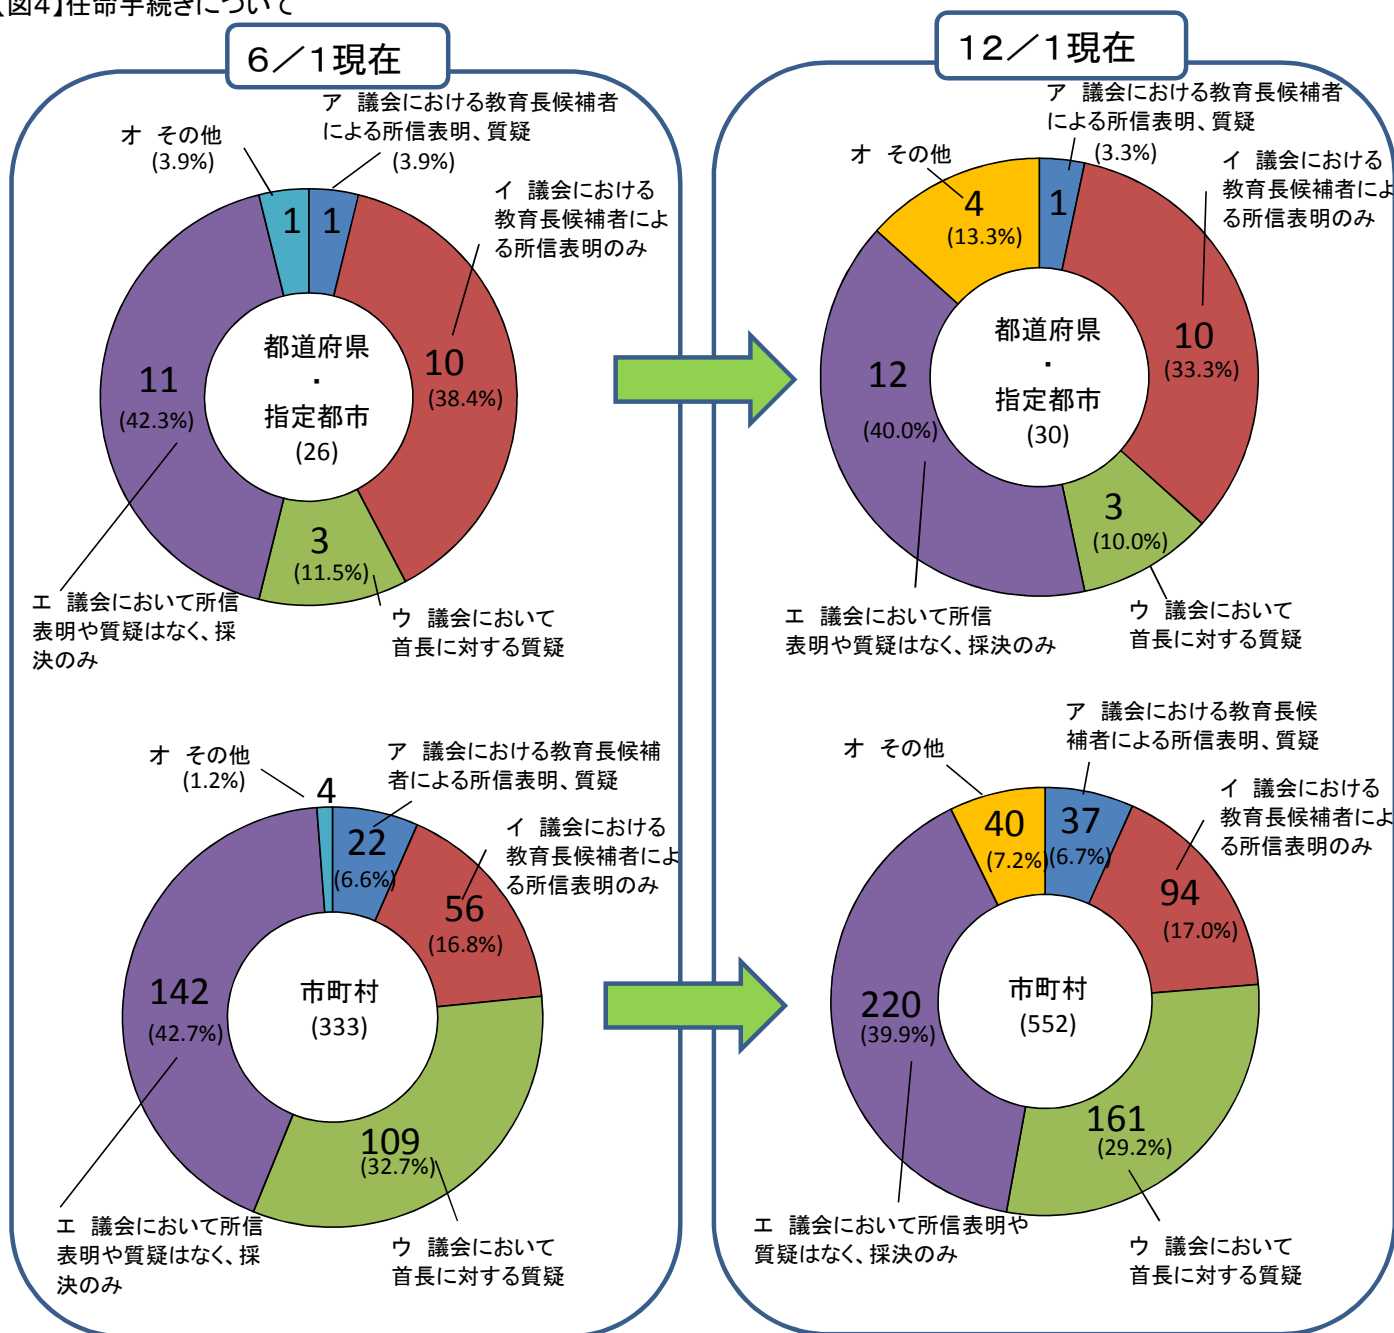 【図4】任命手続きについて
6／1現在
ア 議会における教育長候補者
による所信表明、質疑
(3.9%)
オ その他
(3.9%)
イ 議会における
教育長候補者によ
る所信表明のみ
1
1
10
(38.4%)
11
(42.3%)
都道府県
・
指定都市
(26)
3
(11.5%)
エ 議会において所信
表明や質疑はなく、採
決のみ
ウ 議会において
首長に対する質疑
オ その他
(1.2%)
4
ア 議会における教育長候補
者による所信表明、質疑
イ 議会における
教育長候補者によ
る所信表明のみ
22
(6.6%)
56
(16.8%)
142
(42.7%)
市町村
(333)
109
(32.7%)
エ 議会において所信
表明や質疑はなく、採
決のみ
ウ 議会において
首長に対する質疑
12／1現在
ア 議会における教育長候補者
による所信表明、質疑
(3.3%)
オ その他
イ 議会における
教育長候補者によ
る所信表明のみ
4
(13.3%)
1
10
(33.3%)
12
(40.0%)
都道府県
・
指定都市
(30)
3
(10.0%)
エ 議会において所信
表明や質疑はなく、採決のみ
ウ 議会において
首長に対する質疑
ア 議会における教育長候
補者による所信表明、質疑
オ その他
イ 議会における
教育長候補者によ
る所信表明のみ
40
(7.2%)
37
(6.7%)
94
(17.0%)
220
(39.9%)
市町村
(552)
161
(29.2%)
エ 議会において所信表明や
質疑はなく、採決のみ
ウ 議会において
首長に対する質疑